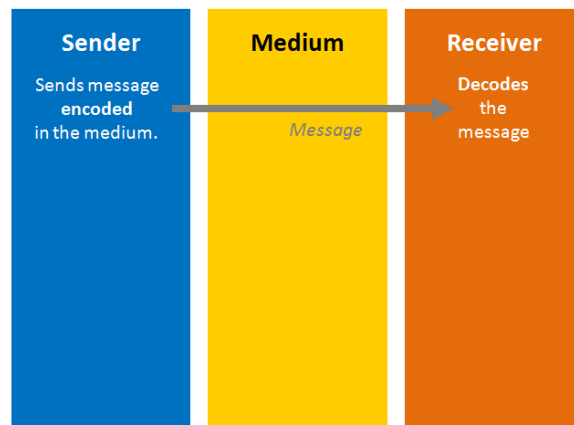 Sender
Sends message
encoded
in the medium.
Medium
Message
Receiver
Decodes
the
message